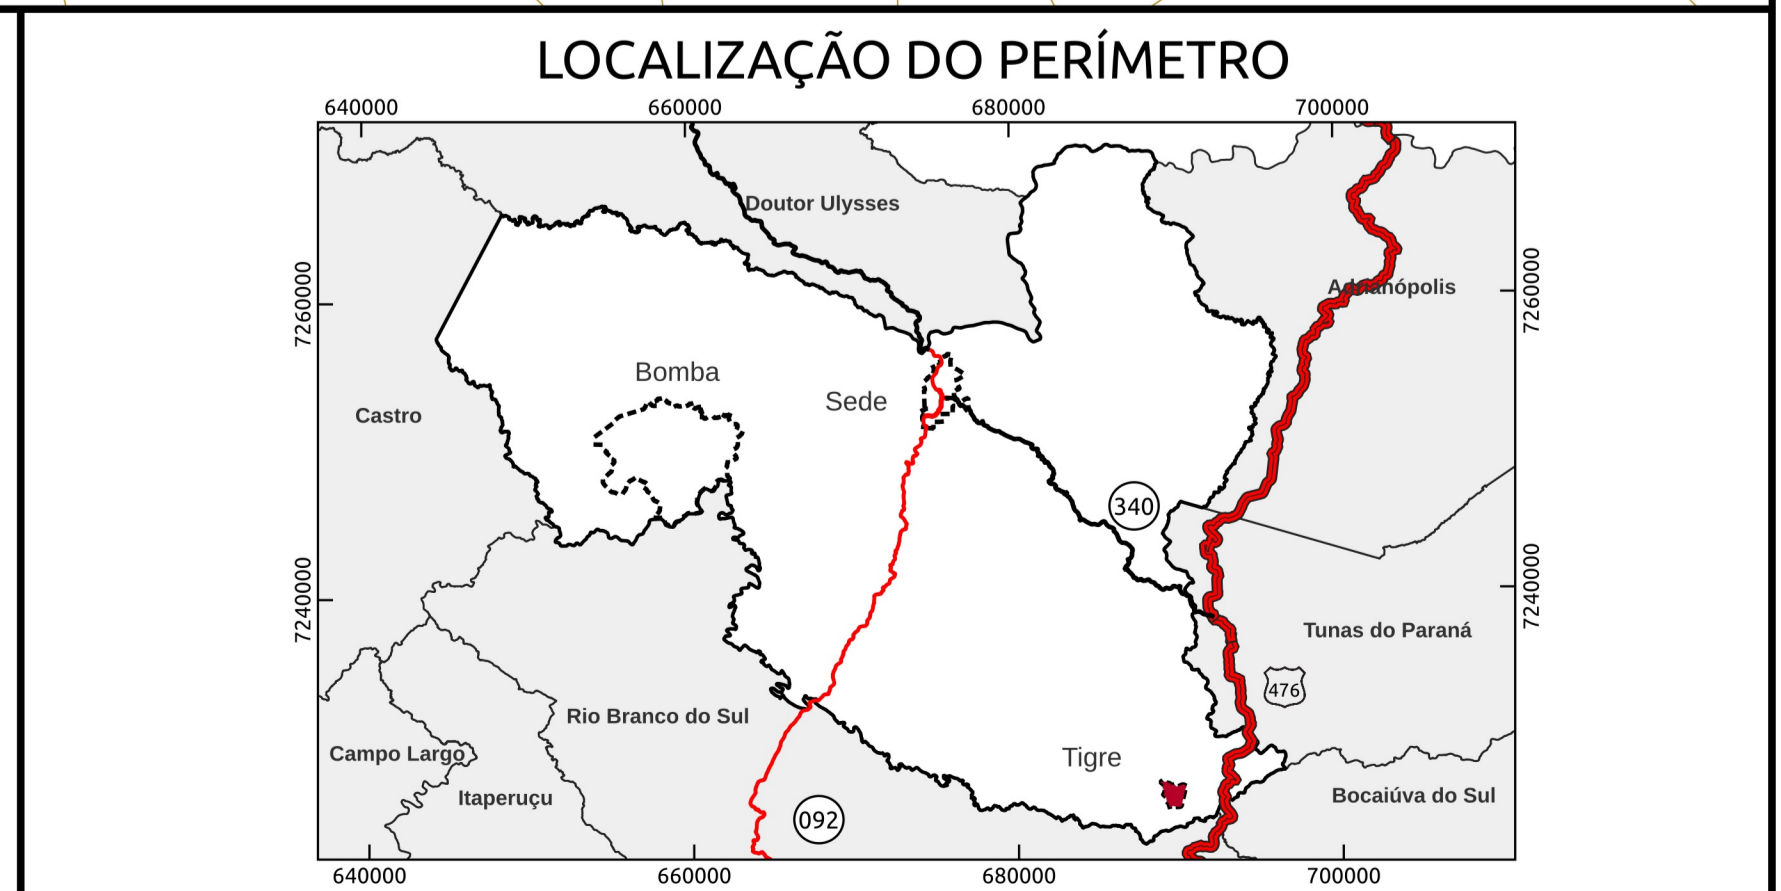 LOCALIZAÇÃO DO PERÍMETRO
640000 660000 680000 700000
Doutor Ulysses
7260000
Adrianópolis
7260000
Bomba
Sede
Castro
340
7240000
7240000
Tunas do Paraná
476
Rio Branco do Sul
Campo Largo
Tigre
Itaperuçu
Bocaiúva do Sul
092
640000 660000 680000 700000